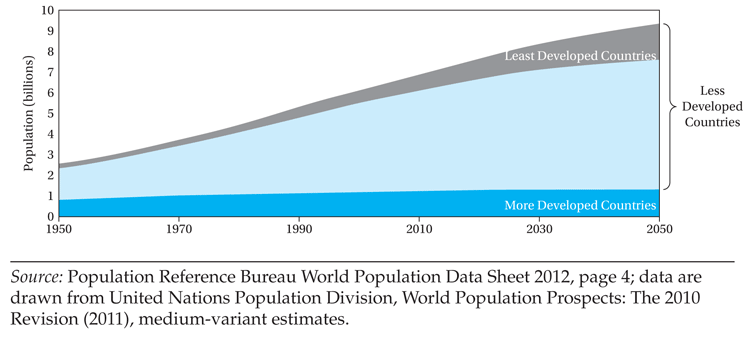 10
9
8
7
6
5
4
3
2
1
0
Population (billions)
Least Developed Countries
More Developed Countries
Less
Developed
Countries
1950 1970 1990 2010 2030 2050
Source: Population Reference Bureau World Population Data Sheet 2012, page 4; data are
drawn from United Nations Population Division, World Population Prospects: The 2010
Revision (2011), medium-variant estimates.